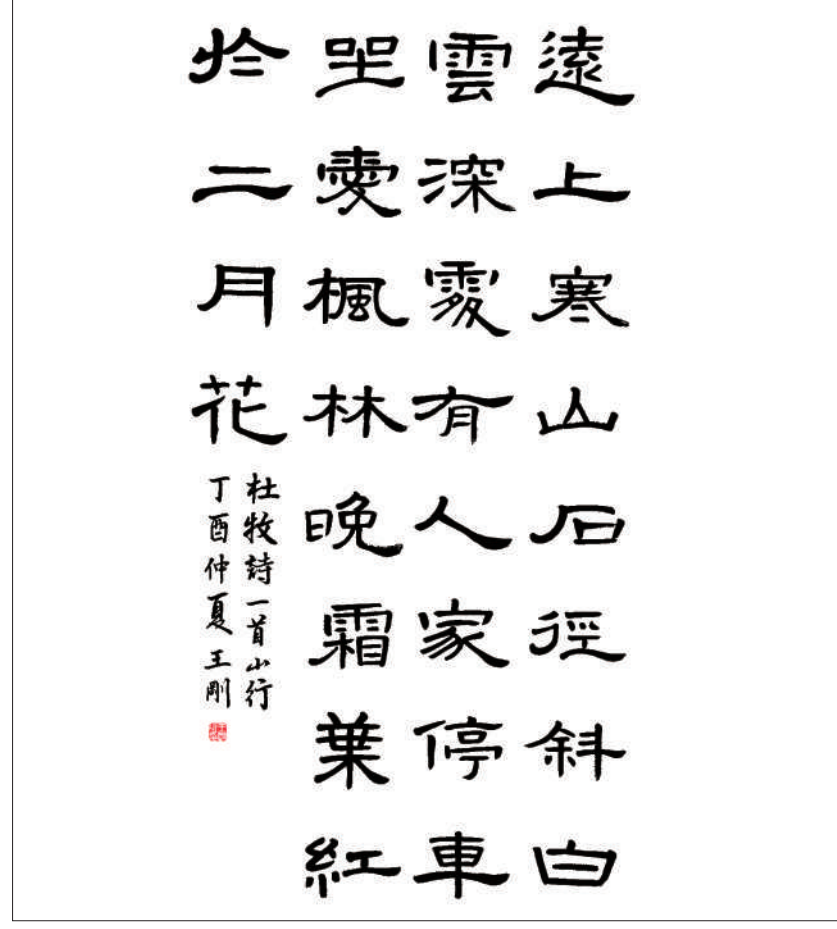 遠上寒山石徑斜白
雲深處有人家停車
坐愛楓林晚霜葉紅
於二月花
杜牧詩一首山行
丁酉仲夏王剛